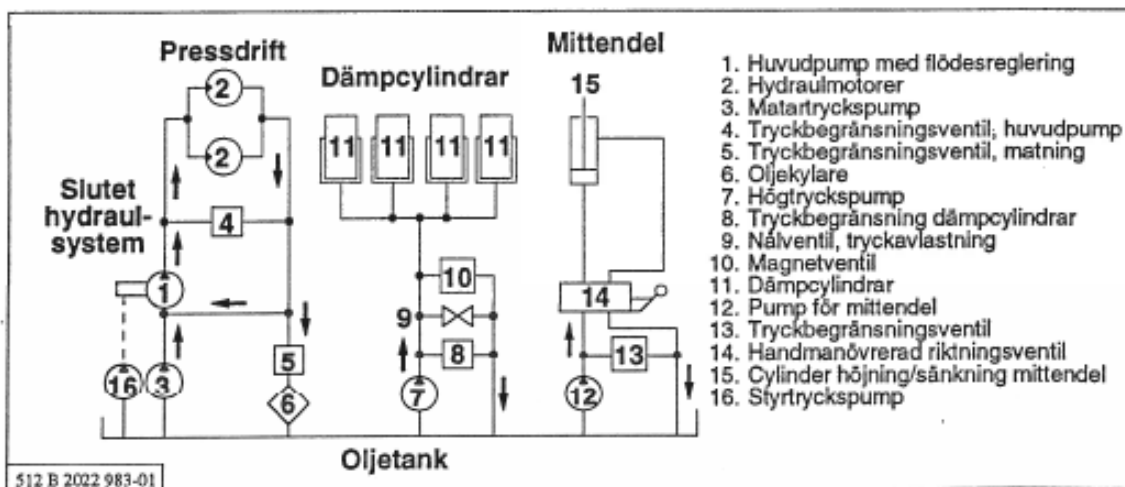 Pressdrift
Mittendel
Dämpcylindrar
15
2
2
11 11 11 11
Slutet
hydraul-
system
4
1
10
9
14
8
13
5
16 3
6
7
12
Oljetank
512 B 2022 983-01
1. Huvudpump med flödesreglering
2. Hydraulmotorer
3. Matartryckspump
4. Tryckbegränsningsventil, huvudpump
5. Tryckbegränsningsventil, matning
6. Oljekylare
7. Högtryckspump
8. Tryckbegränsning dämpcylindrar
9. Nålventil, tryckavlastning
10. Magnetventil
11. Dämpcylindrar
12. Pump för mittendel
13. Tryckbegränsningsventil
14. Handmanövrerad riktningsventil
15. Cylinder höjning/sänkning mittendel
16. Styrtryckspump